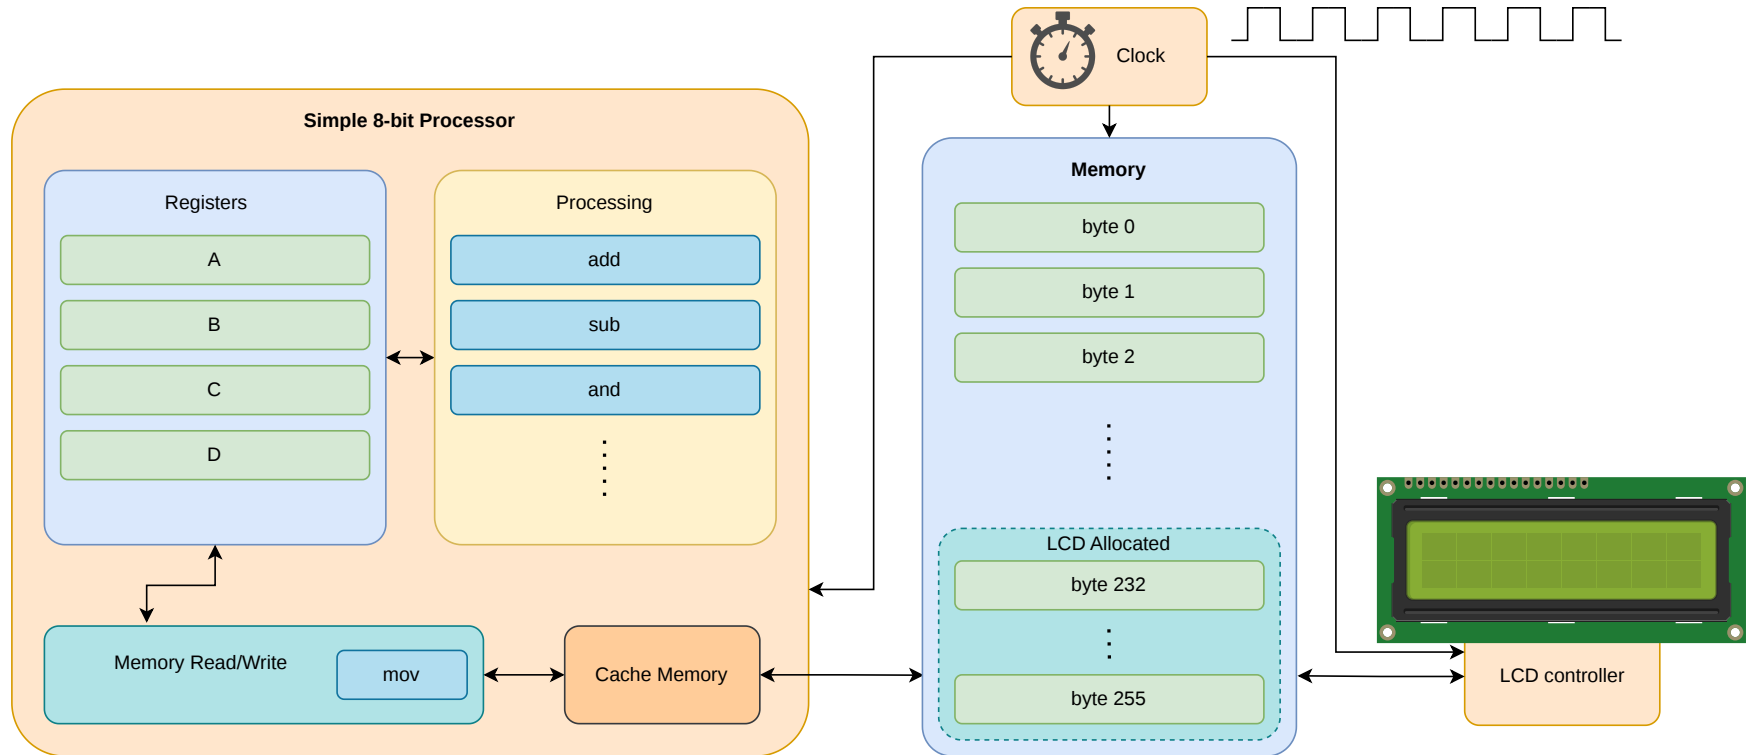 Clock
Simple 8-bit Processor
Registers
A
B
C
D
Processing
add
sub
and
Memory Read/Write
mov
Cache Memory
Memory
byte 0
byte 1
byte 2
LCD Allocated
byte 232
byte 255
LCD controller